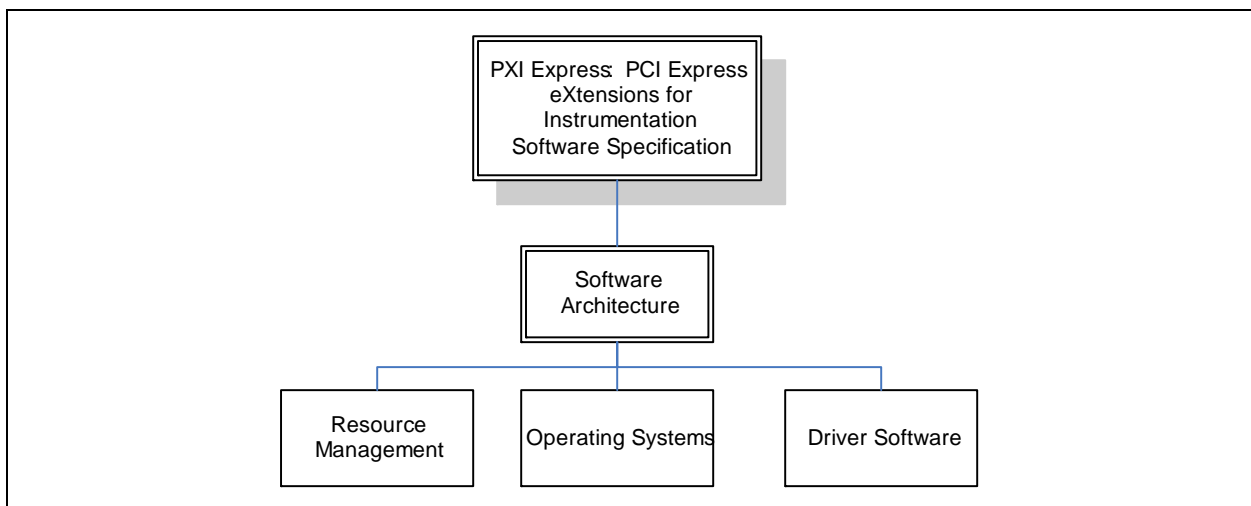 PXI Express: PCI Express
eXtensions for
Instrumentation
Software Specification
Software
Architecture
Resource
Management
Operating Systems
Driver Software